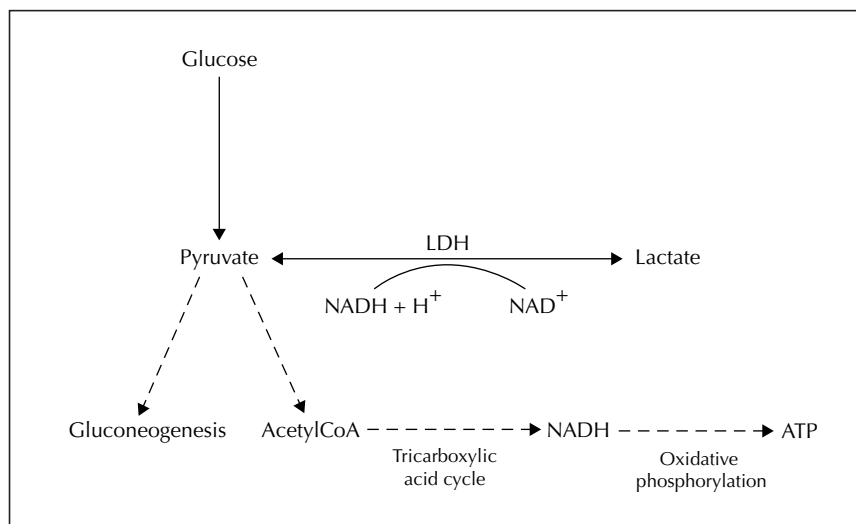 Glucose
LDH
Pyruvate
Lactate
NADH + H+
NAD+
Gluconeogenesis
AcetylCoA
NADH
ATP
Tricarboxylic
acid cycle
Oxidative
phosphorylation